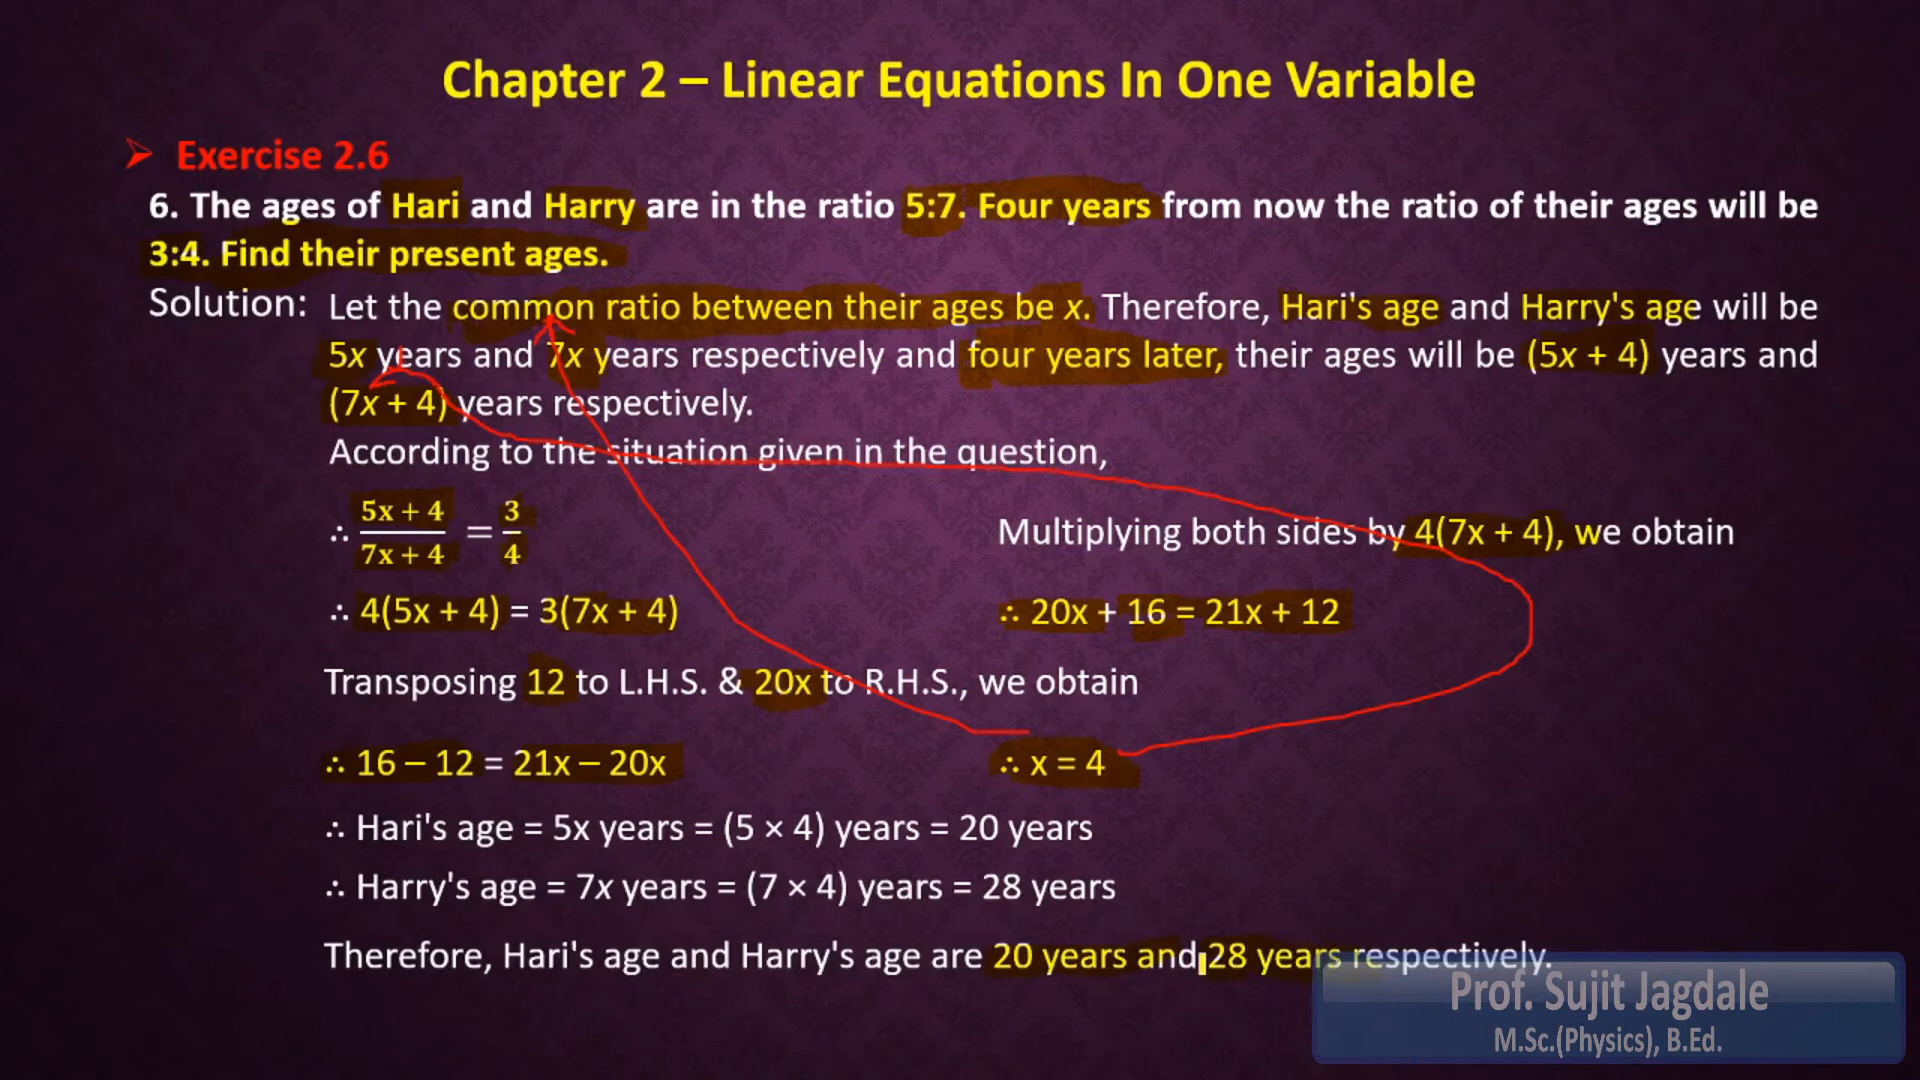 Chapter 2 – Linear Equations In One Variable
➢ Exercise 2.6
6. The ages of Hari and Harry are in the ratio 5:7. Four years from now the ratio of their ages will be
3:4. Find their present ages.
Solution: Let the common ratio between their ages be x. Therefore, Hari's age and Harry's age will be
5x years and 7x years respectively and four years later, their ages will be (5x + 4) years and
(7x + 4) years respectively.
According to the situation given in the question,
∴ (5x + 4)/(7x + 4) = 3/4 Multiplying both sides by 4(7x + 4), we obtain
∴ 4(5x + 4) = 3(7x + 4) ∴ 20x + 16 = 21x + 12
Transposing 12 to L.H.S. & 20x to R.H.S., we obtain
∴ 16 – 12 = 21x – 20x ∴ x = 4
∴ Hari's age = 5x years = (5 × 4) years = 20 years
∴ Harry's age = 7x years = (7 × 4) years = 28 years
Therefore, Hari's age and Harry's age are 20 years and 28 years respectively.
Prof. Sujit Jagdale
M.Sc.(Physics), B.Ed.